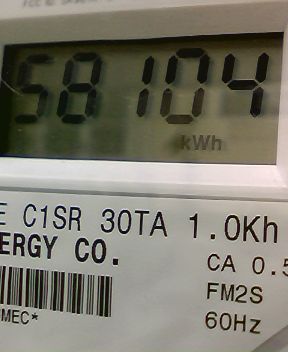 58104
kWh
E C1SR 30TA 1.0Kh
ERGY CO.
CA 0.5
FM2S
MEC*
60Hz